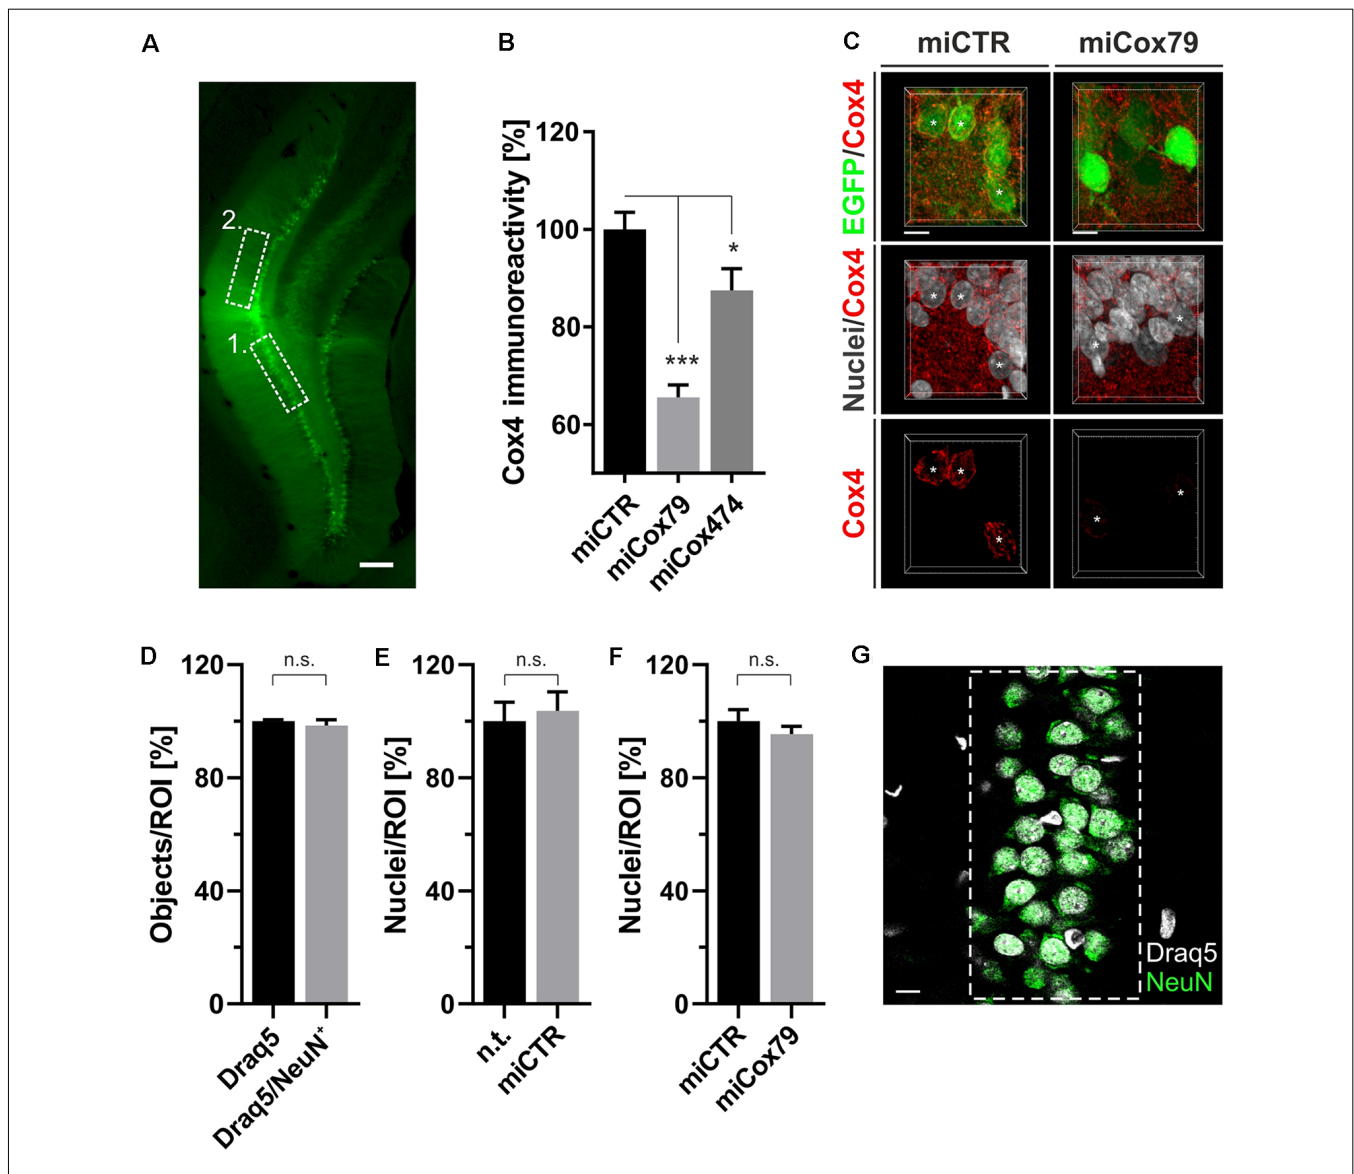 A
2.
1.
B
Cox4 immunoreactivity [%]
120
100
80
60
*
***
miCTR
miCox79
miCox474
C
miCTR
miCox79
EGFP/Cox4
Nuclei/Cox4
Cox4
* * *
* * *
* *
* * *
* *
D
Objects/ROI [%]
120
80
40
0
n.s.
Draq5
Draq5/NeuN+
E
Nuclei/ROI [%]
120
80
40
0
n.s.
n.t.
miCTR
F
Nuclei/ROI [%]
120
80
40
0
n.s.
miCTR
miCox79
G
Draq5
NeuN